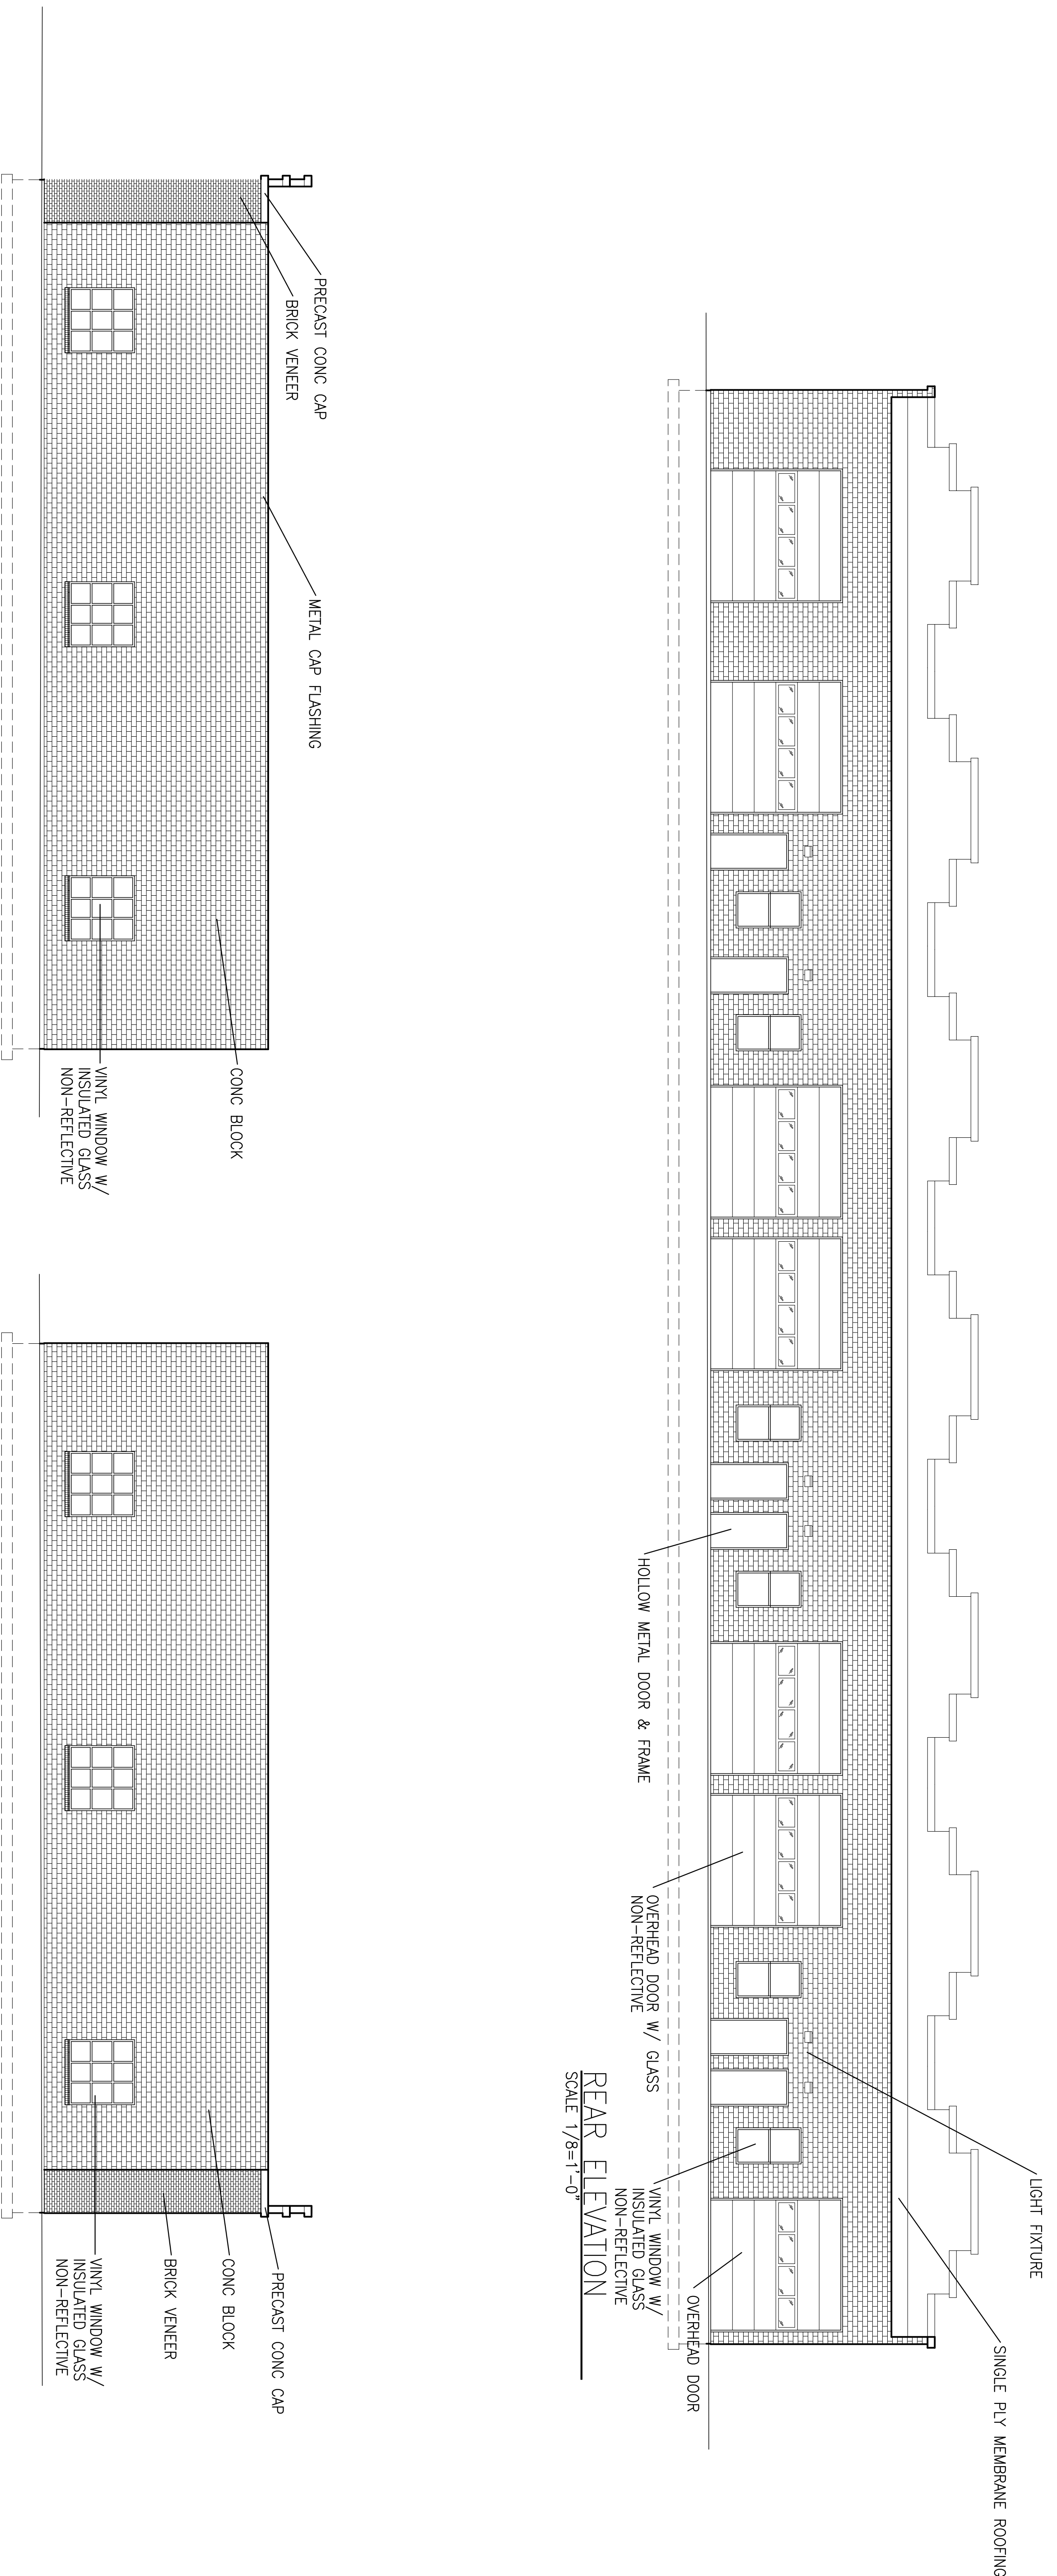 LIGHT FIXTURE
SINGLE PLY MEMBRANE ROOFING
HOLLOW METAL DOOR & FRAME
OVERHEAD DOOR W/ GLASS
NON-REFLECTIVE
VINYL WINDOW W/
INSULATED GLASS
NON-REFLECTIVE
OVERHEAD DOOR
REAR ELEVATION
SCALE 1/8=1'-0"
PRECAST CONC CAP
BRICK VENEER
METAL CAP FLASHING
CONC BLOCK
VINYL WINDOW W/
INSULATED GLASS
NON-REFLECTIVE
PRECAST CONC CAP
CONC BLOCK
BRICK VENEER
VINYL WINDOW W/
INSULATED GLASS
NON-REFLECTIVE